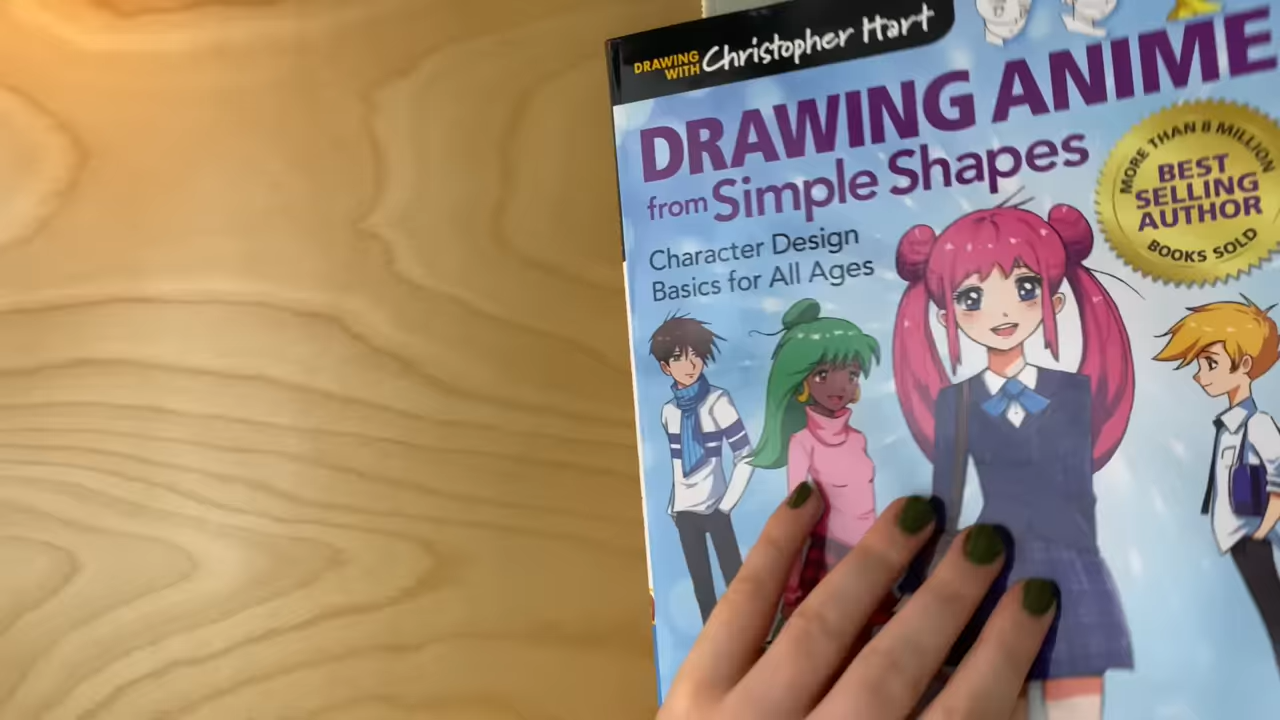 DRAWING WITH Christopher Hart
DRAWING ANIME
from Simple Shapes
Character Design
Basics for All Ages
MORE THAN 8 MILLION
BEST
SELLING
AUTHOR
BOOKS SOLD